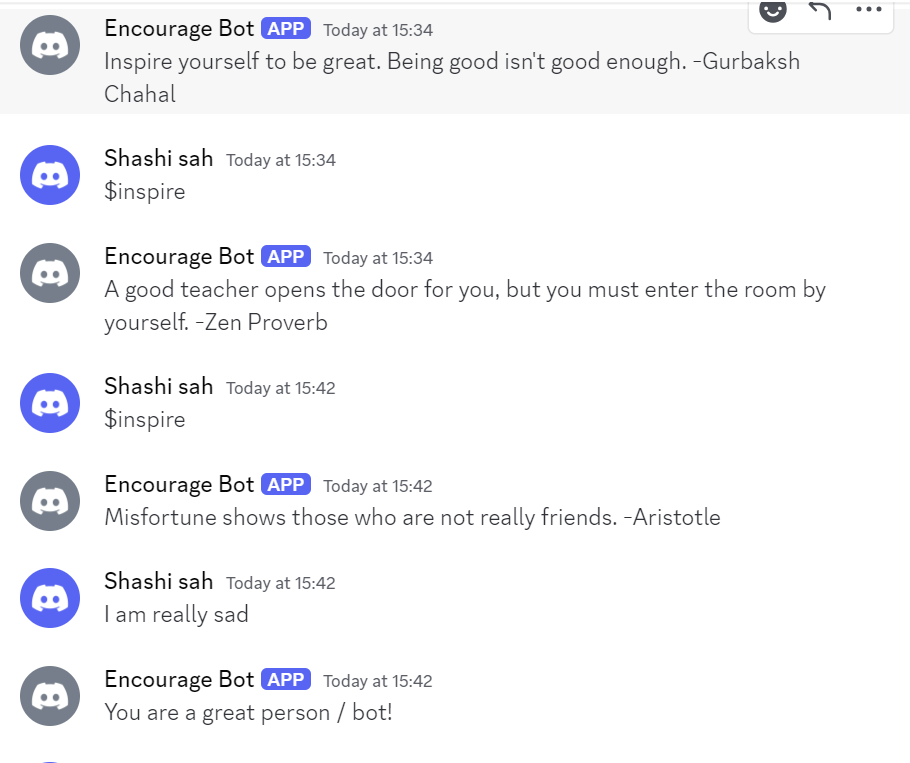 Encourage Bot APP Today at 15:34
Inspire yourself to be great. Being good isn't good enough. -Gurbaksh
Chahal
Shashi sah Today at 15:34
$inspire
Encourage Bot APP Today at 15:34
A good teacher opens the door for you, but you must enter the room by
yourself. -Zen Proverb
Shashi sah Today at 15:42
$inspire
Encourage Bot APP Today at 15:42
Misfortune shows those who are not really friends. -Aristotle
Shashi sah Today at 15:42
I am really sad
Encourage Bot APP Today at 15:42
You are a great person / bot!